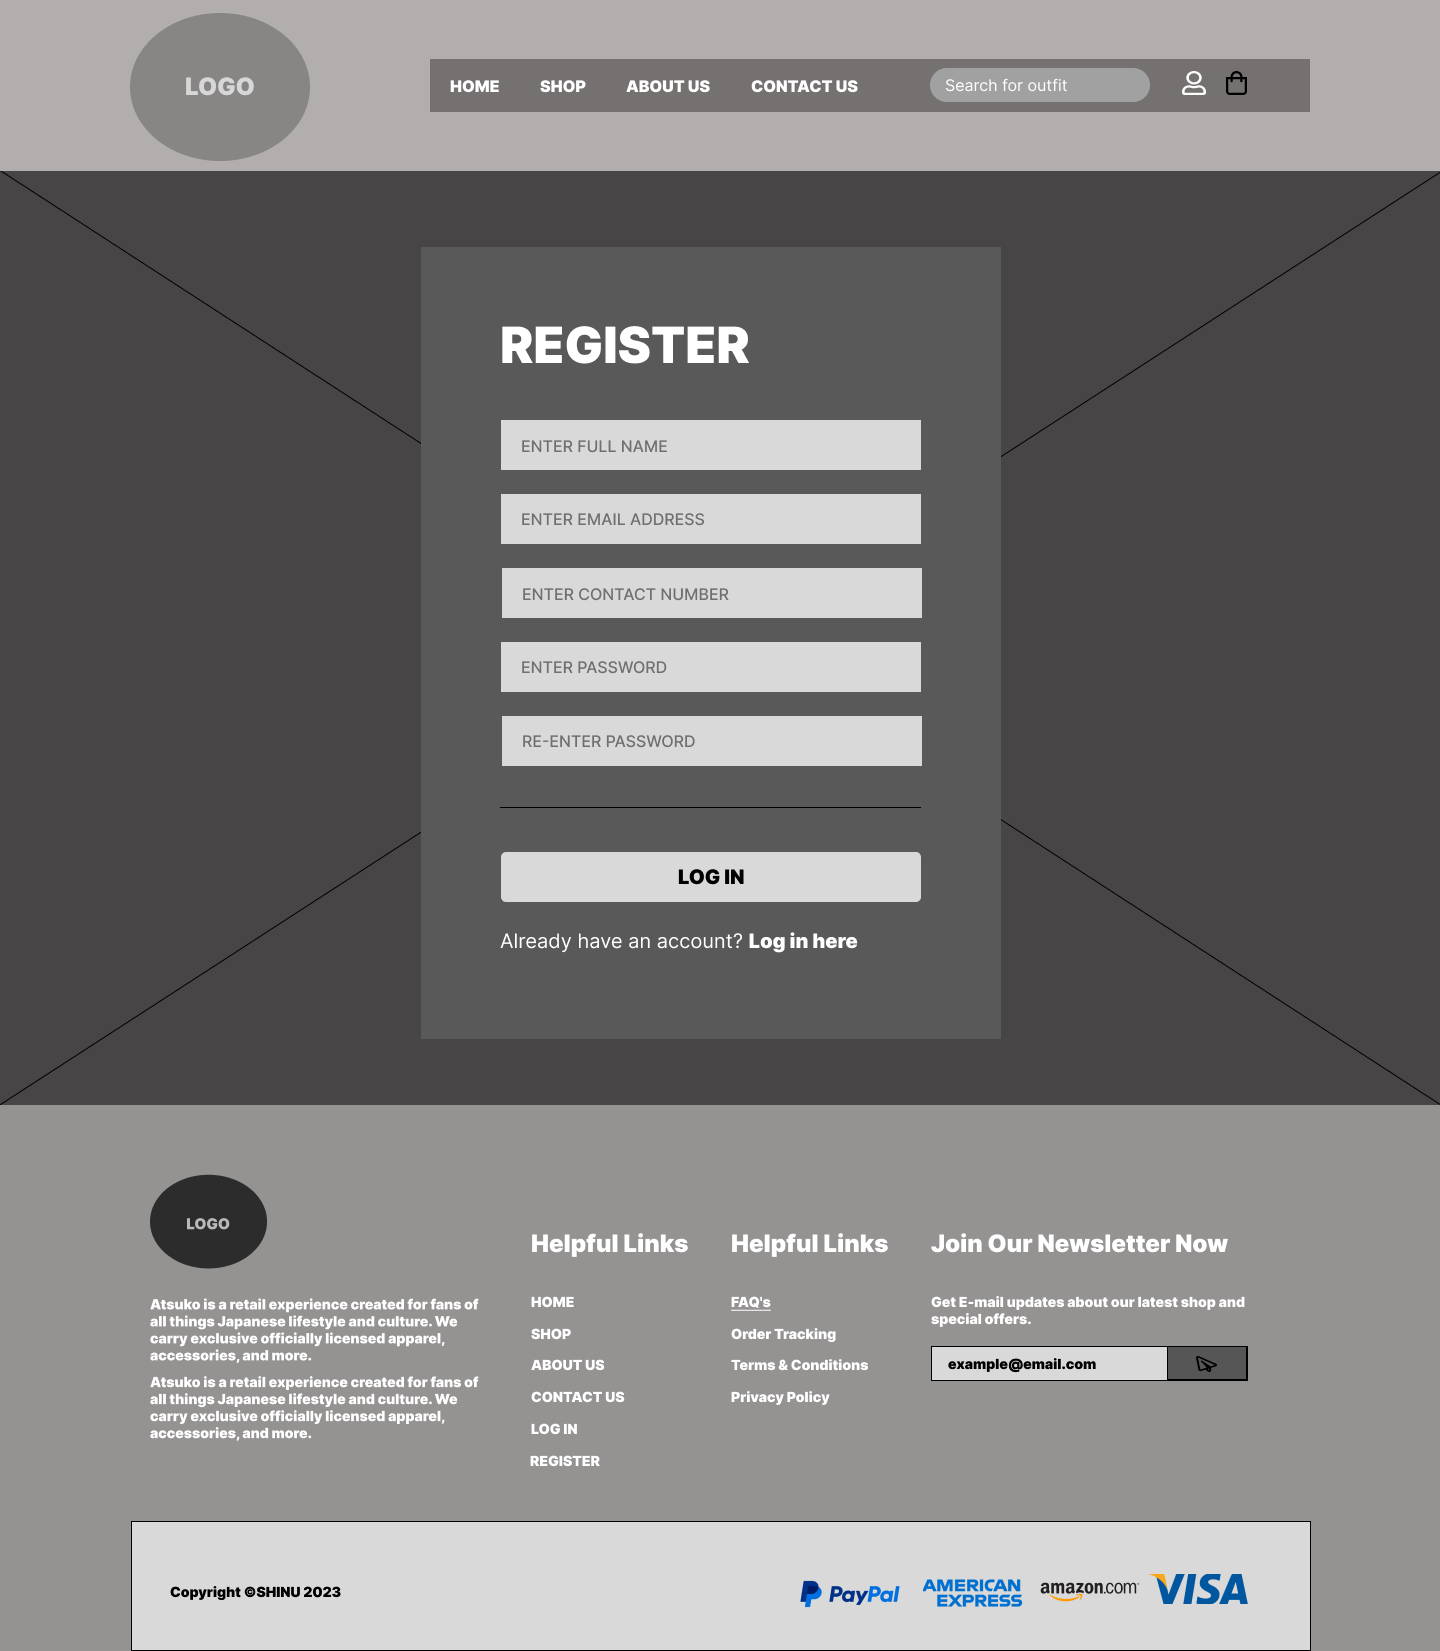 LOGO
HOME SHOP ABOUT US CONTACT US Search for outfit
REGISTER
ENTER FULL NAME
ENTER EMAIL ADDRESS
ENTER CONTACT NUMBER
ENTER PASSWORD
RE-ENTER PASSWORD
LOG IN
Already have an account? Log in here
LOGO
Atsuko is a retail experience created for fans of
all things Japanese lifestyle and culture. We
carry exclusive officially licensed apparel,
accessories, and more.
Atsuko is a retail experience created for fans of
all things Japanese lifestyle and culture. We
carry exclusive officially licensed apparel,
accessories, and more.
Helpful Links
HOME
SHOP
ABOUT US
CONTACT US
LOG IN
REGISTER
Helpful Links
FAQ's
Order Tracking
Terms & Conditions
Privacy Policy
Join Our Newsletter Now
Get E-mail updates about our latest shop and
special offers.
example@email.com
Copyright ©SHINU 2023
PayPal
AMERICAN
EXPRESS
amazon.com
VISA